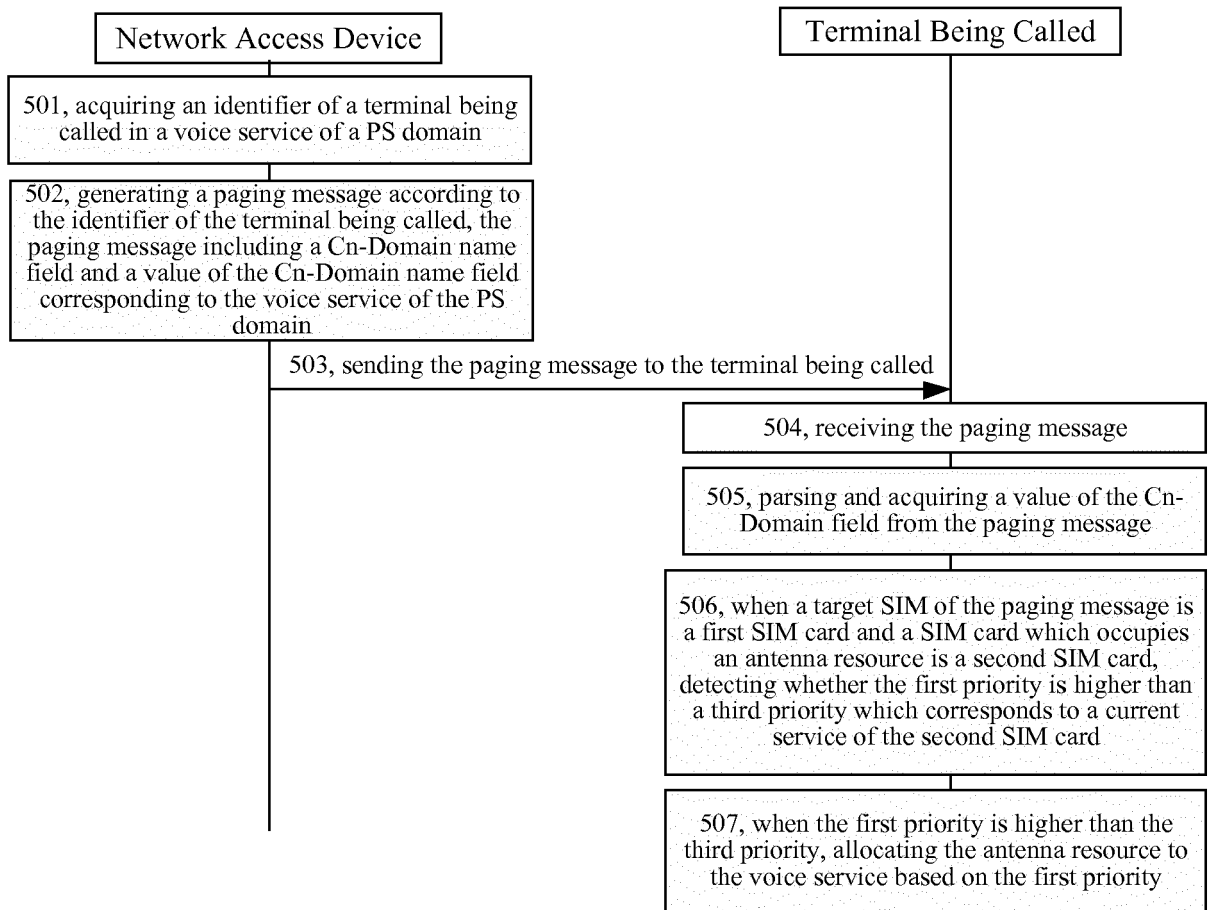 Network Access Device
Terminal Being Called
501, acquiring an identifier of a terminal being
called in a voice service of a PS domain
502, generating a paging message according to
the identifier of the terminal being called, the
paging message including a Cn-Domain name
field and a value of the Cn-Domain name field
corresponding to the voice service of the PS
domain
503, sending the paging message to the terminal being called
504, receiving the paging message
505, parsing and acquiring a value of the Cn-
Domain field from the paging message
506, when a target SIM of the paging message is
a first SIM card and a SIM card which occupies
an antenna resource is a second SIM card,
detecting whether the first priority is higher than
a third priority which corresponds to a current
service of the second SIM card
507, when the first priority is higher than the
third priority, allocating the antenna resource to
the voice service based on the first priority